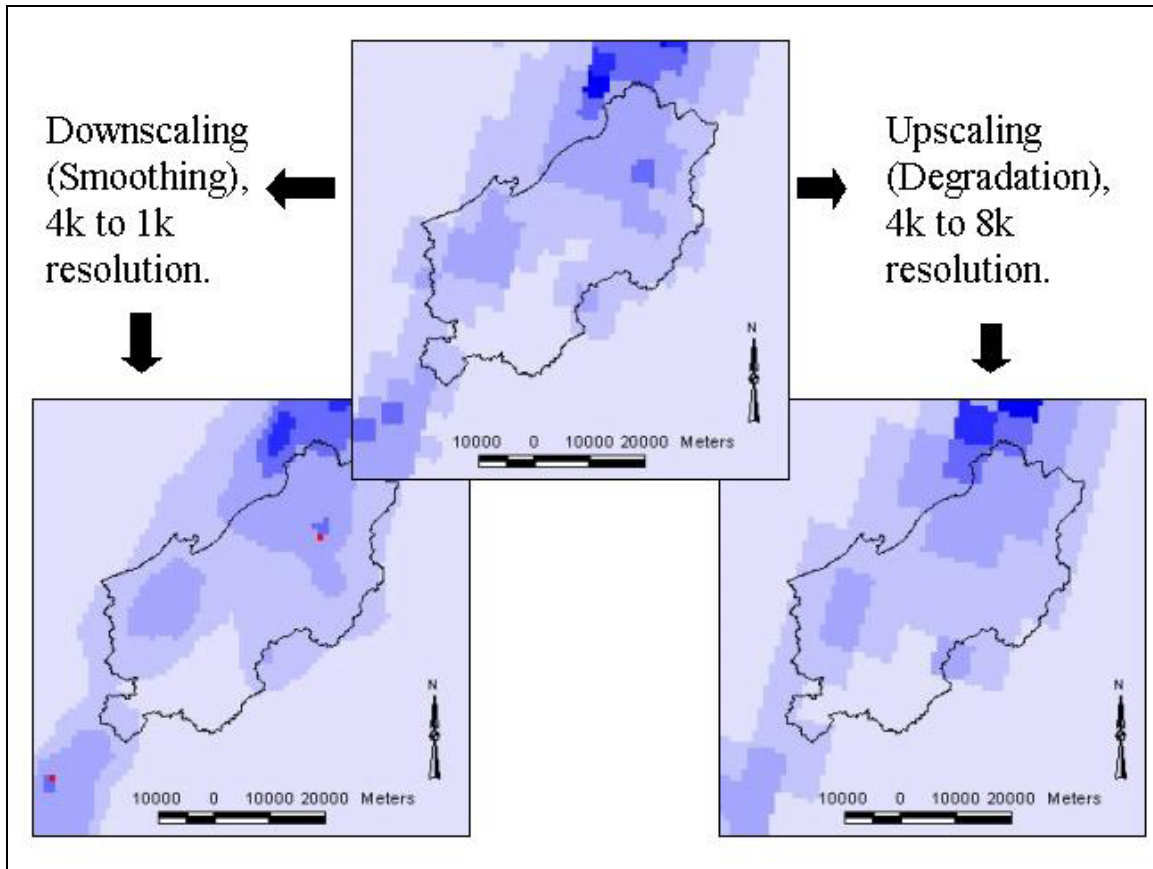 Downscaling
(Smoothing),
4k to 1k
resolution.
Upscaling
(Degradation),
4k to 8k
resolution.
N
10000 0 10000 20000 Meters
N
10000 0 10000 20000 Meters
N
10000 0 10000 20000 Meters